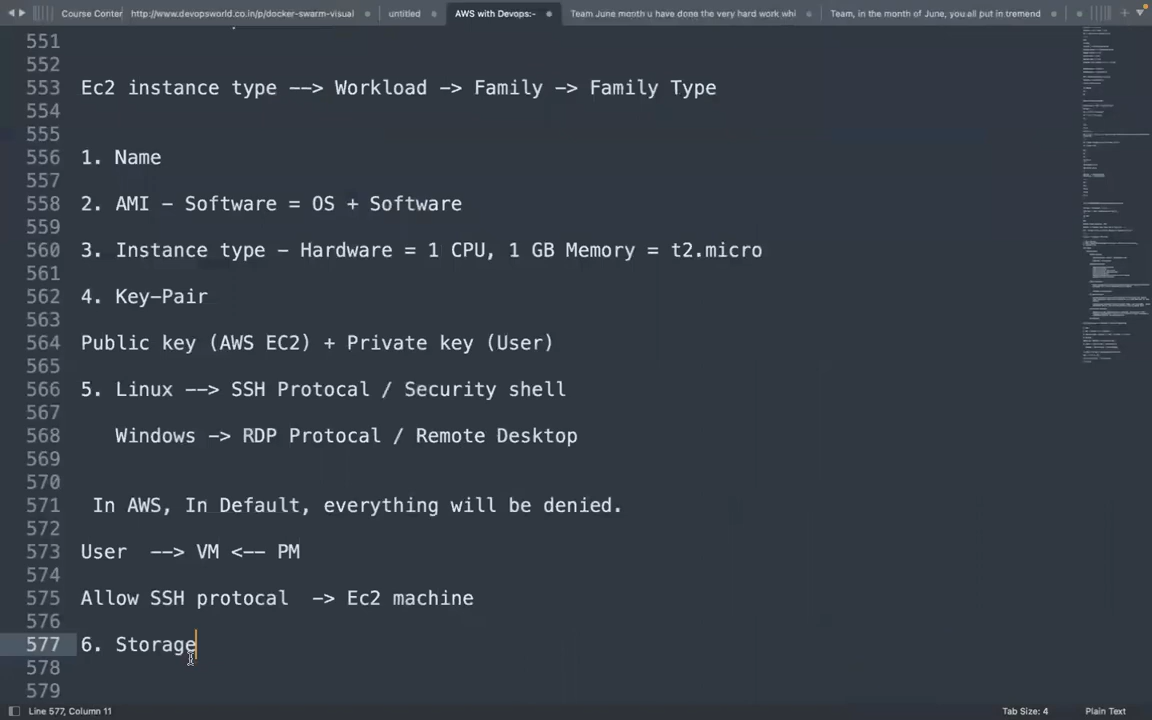 Course Center
http://www.devopsworld.co.in/p/docker-swarm-visual
untitled
AWS with Devops:-
Team June month u have done the very hard work whi
Team, in the month of June, you all put in tremend
551
552
553 Ec2 instance type --> Workload -> Family -> Family Type
554
555
556 1. Name
557
558 2. AMI - Software = OS + Software
559
560 3. Instance type - Hardware = 1 CPU, 1 GB Memory = t2.micro
561
562 4. Key-Pair
563
564 Public key (AWS EC2) + Private key (User)
565
566 5. Linux --> SSH Protocal / Security shell
567
568 Windows -> RDP Protocal / Remote Desktop
569
570
571 In AWS, In Default, everything will be denied.
572
573 User --> VM <-- PM
574
575 Allow SSH protocal -> Ec2 machine
576
577 6. Storage
578
579
Line 577, Column 11
Tab Size: 4
Plain Text